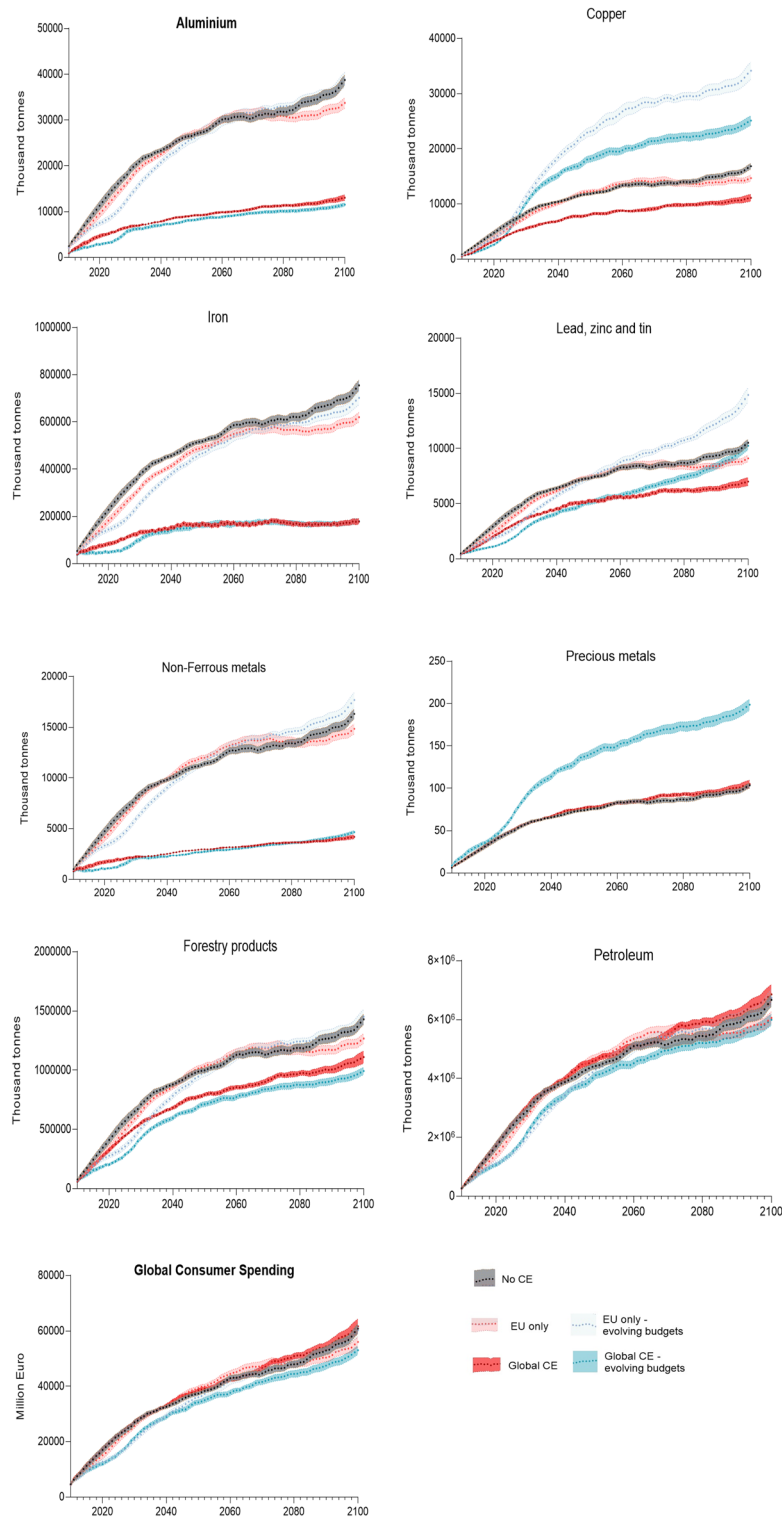 Aluminium
50000
40000
30000
20000
10000
0
Thousand tonnes
2020 2040 2060 2080 2100
Copper
40000
30000
20000
10000
0
Thousand tonnes
2020 2040 2060 2080 2100
Iron
1000000
800000
600000
400000
200000
0
Thousand tonnes
2020 2040 2060 2080 2100
Lead, zinc and tin
20000
15000
10000
5000
0
Thousand tonnes
2020 2040 2060 2080 2100
Non-Ferrous metals
20000
15000
10000
5000
0
Thousand tonnes
2020 2040 2060 2080 2100
Precious metals
250
200
150
100
50
0
Thousand tonnes
2020 2040 2060 2080 2100
Forestry products
2000000
1500000
1000000
500000
0
Thousand tonnes
2020 2040 2060 2080 2100
Petroleum
8×10⁶
6×10⁶
4×10⁶
2×10⁶
0
Thousand tonnes
2020 2040 2060 2080 2100
Global Consumer Spending
80000
60000
40000
20000
0
Million Euro
2020 2040 2060 2080 2100
No CE
EU only
EU only -
evolving budgets
Global CE
Global CE -
evolving budgets